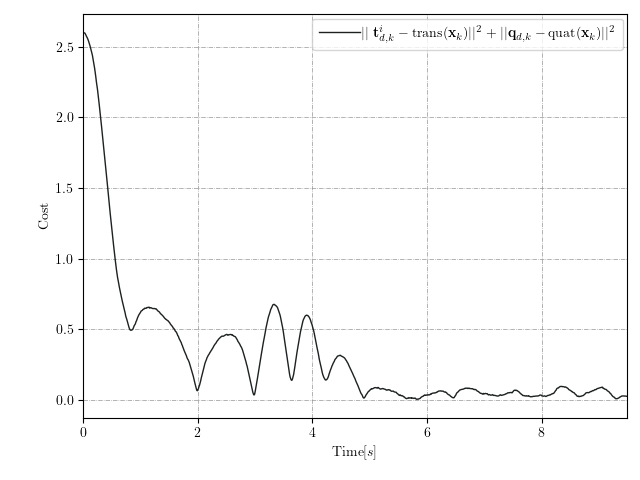 || t^i_{d,k} − trans(x_k)||^2 + ||q_{d,k} − quat(x_k)||^2
2.5
2.0
1.5
1.0
0.5
0.0
Cost
0 2 4 6 8
Time[s]